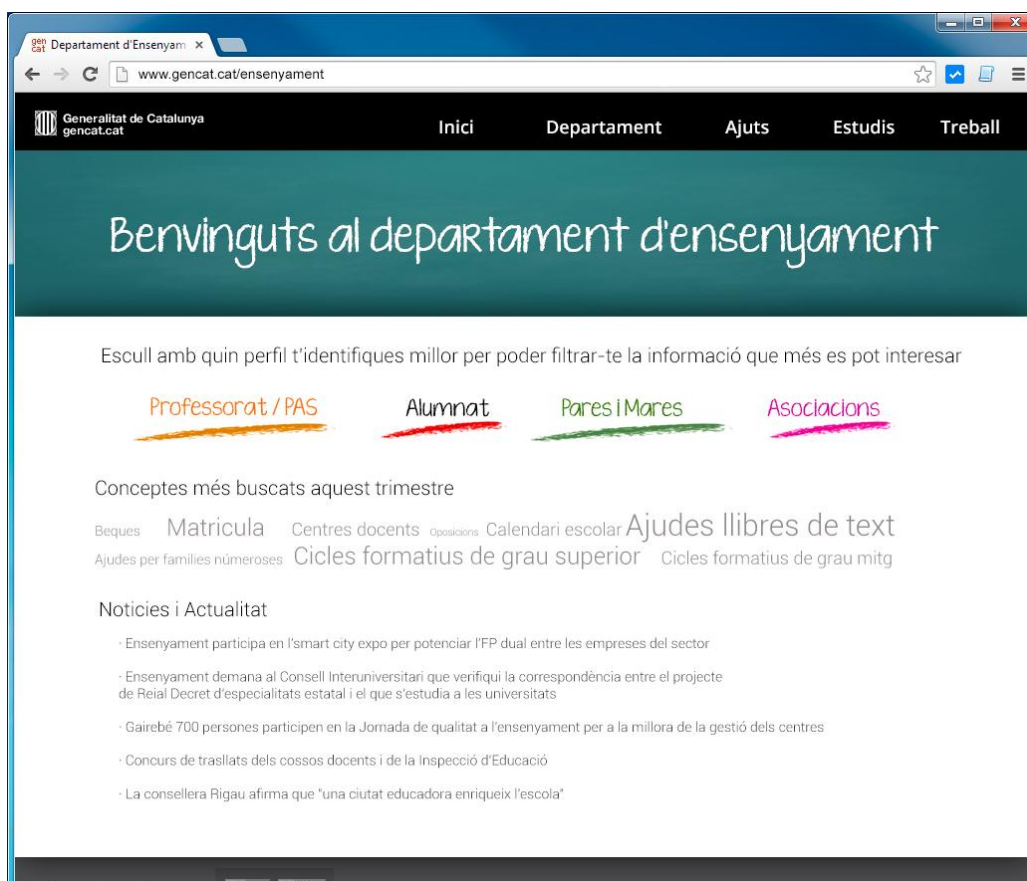 gen
cat
Departament d'Ensenyam
www.gencat.cat/ensenyament
Generalitat de Catalunya
gencat.cat
Inici Departament Ajuts Estudis Treball
Benvinguts al departament d'ensenyament
Escull amb quin perfil t'identifiques millor per poder filtrar-te la informació que més es pot interesar
Professorat / PAS Alumnat Pares i Mares Asociacions
Conceptes més buscats aquest trimestre
Beques Matricula Centres docents Oposicions Calendari escolar Ajudes llibres de text
Ajudes per families números Cicles formatius de grau superior Cicles formatius de grau mitg
Noticies i Actualitat
· Ensenyament participa en l'smart city expo per potenciar l'FP dual entre les empreses del sector
· Ensenyament demana al Consell Interuniversitari que verifiqui la correspondència entre el projecte
de Reial Decret d'especialitats estatal i el que s'estudia a les universitats
· Gairebé 700 persones participen en la Jornada de qualitat a l'ensenyament per a la millora de la gestió dels centres
· Concurs de trasllats dels cossos docents i de la Inspecció d'Educació
· La consellera Rigau afirma que "una ciutat educadora enriqueix l'escola"